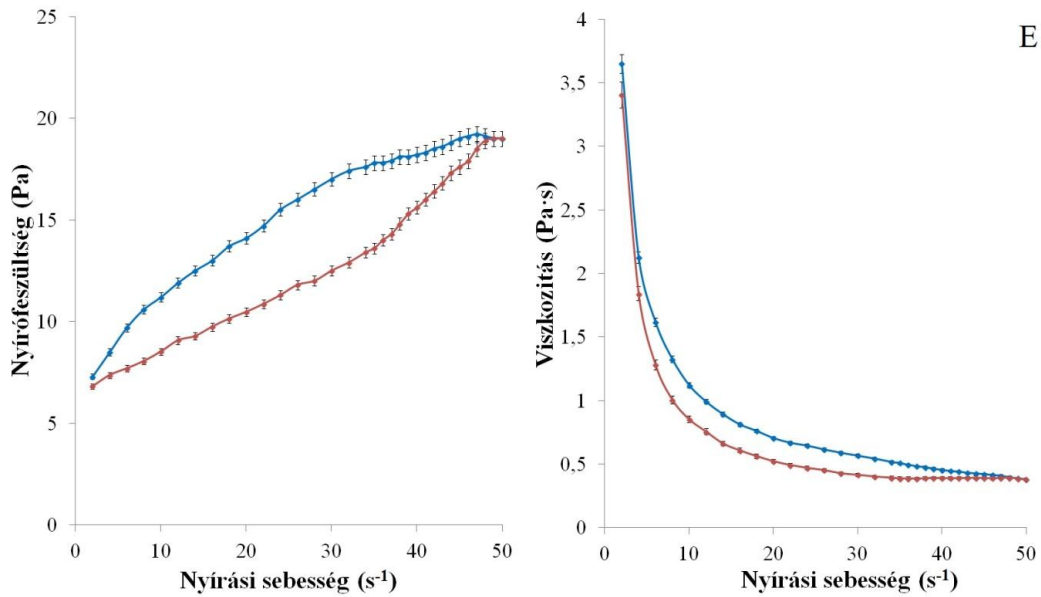 25
20
15
10
5
0
Nyírófeszültség (Pa)
0 10 20 30 40 50
Nyírási sebesség (s⁻¹)
E
4
3,5
3
2,5
2
1,5
1
0,5
0
Viszkozitás (Pa·s)
0 10 20 30 40 50
Nyírási sebesség (s⁻¹)